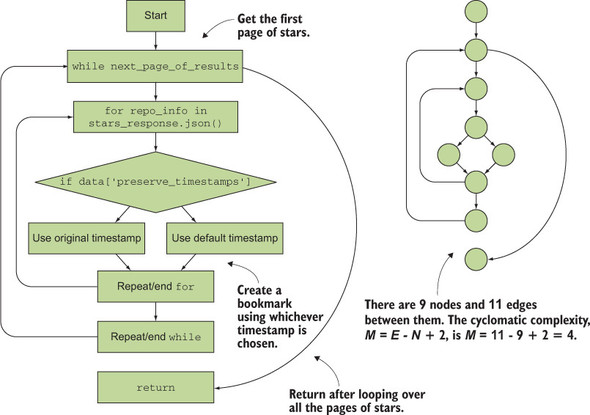 Start
Get the first
page of stars.
while next_page_of_results
for repo_info in
stars_response.json()
if data['preserve_timestamps']
Use original timestamp
Use default timestamp
Repeat/end for
Create a
bookmark
using whichever
timestamp is
chosen.
Repeat/end while
return
Return after looping over
all the pages of stars.
There are 9 nodes and 11 edges
between them. The cyclomatic complexity,
M = E - N + 2, is M = 11 - 9 + 2 = 4.